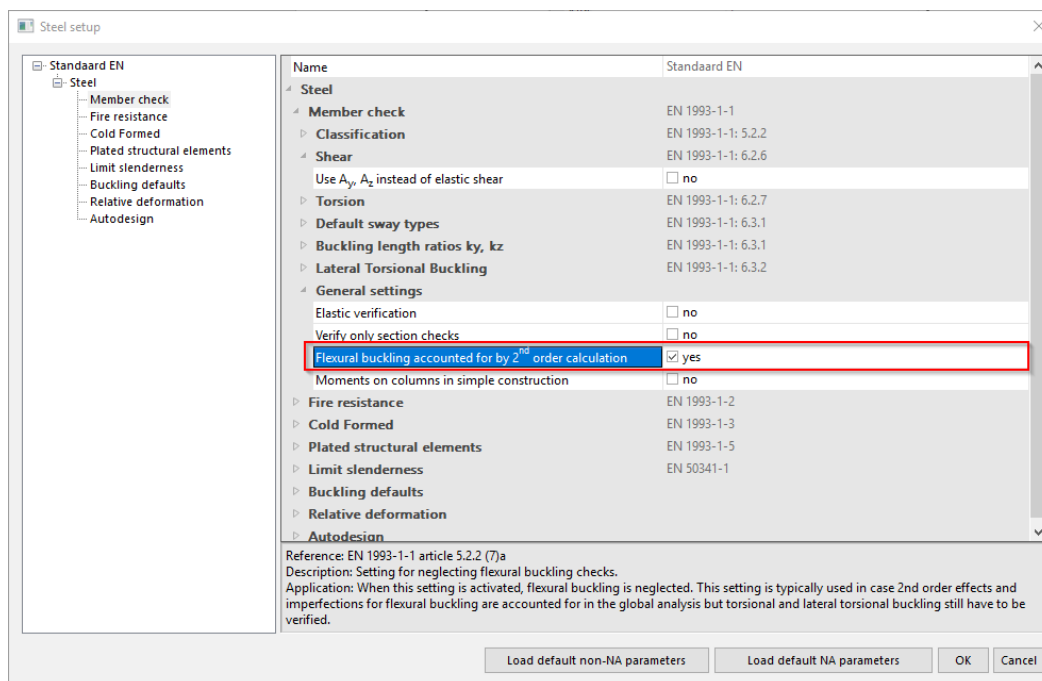 Steel setup
Standaard EN
Steel
Member check
Fire resistance
Cold Formed
Plated structural elements
Limit slenderness
Buckling defaults
Relative deformation
Autodesign
Name Standaard EN
Steel
Member check EN 1993-1-1
Classification EN 1993-1-1: 5.2.2
Shear EN 1993-1-1: 6.2.6
Use Ay, Az instead of elastic shear no
Torsion EN 1993-1-1: 6.2.7
Default sway types EN 1993-1-1: 6.3.1
Buckling length ratios ky, kz EN 1993-1-1: 6.3.1
Lateral Torsional Buckling EN 1993-1-1: 6.3.2
General settings
Elastic verification no
Verify only section checks no
Flexural buckling accounted for by 2nd order calculation yes
Moments on columns in simple construction no
Fire resistance EN 1993-1-2
Cold Formed EN 1993-1-3
Plated structural elements EN 1993-1-5
Limit slenderness EN 50341-1
Buckling defaults
Relative deformation
Autodesign
Reference: EN 1993-1-1 article 5.2.2 (7)a
Description: Setting for neglecting flexural buckling checks.
Application: When this setting is activated, flexural buckling is neglected. This setting is typically used in case 2nd order effects and
imperfections for flexural buckling are accounted for in the global analysis but torsional and lateral torsional buckling still have to be
verified.
Load default non-NA parameters Load default NA parameters OK Cancel